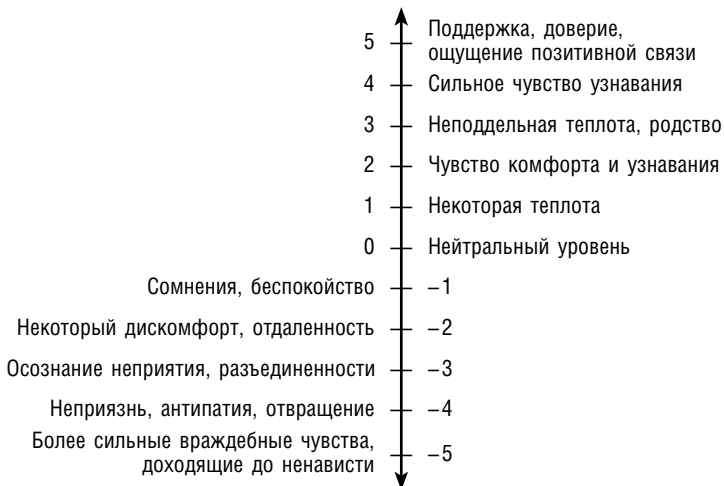 5 Поддержка, доверие,
ощущение позитивной связи
4 Сильное чувство узнавания
3 Неподдельная теплота, родство
2 Чувство комфорта и узнавания
1 Некоторая теплота
0 Нейтральный уровень
Сомнения, беспокойство –1
Некоторый дискомфорт, отдаленность –2
Осознание неприятия, разъединенности –3
Неприязнь, антипатия, отвращение –4
Более сильные враждебные чувства,
доходящие до ненависти –5